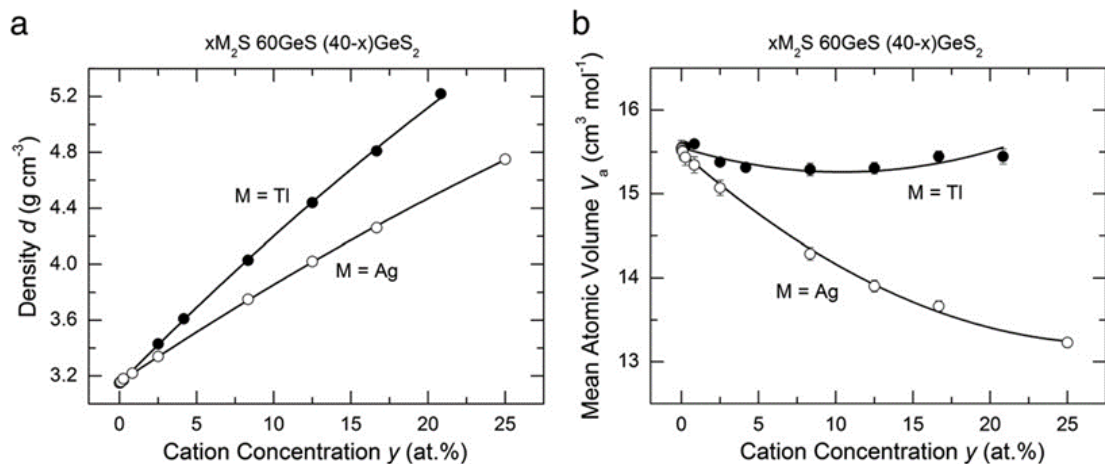 a
xM₂S 60GeS (40-x)GeS₂
5.2
4.8
4.4
4.0
3.6
3.2
Density d (g cm⁻³)
M = Tl
M = Ag
0 5 10 15 20 25
Cation Concentration y (at.%)
b
xM₂S 60GeS (40-x)GeS₂
16
15
14
13
Mean Atomic Volume Vₐ (cm³ mol⁻¹)
M = Tl
M = Ag
0 5 10 15 20 25
Cation Concentration y (at.%)